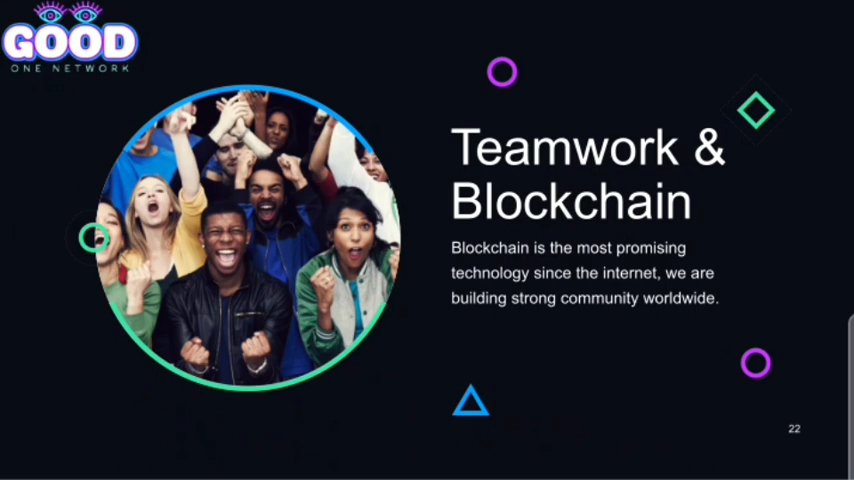 GOOD
ONE NETWORK
Teamwork &
Blockchain
Blockchain is the most promising
technology since the internet, we are
building strong community worldwide.
22